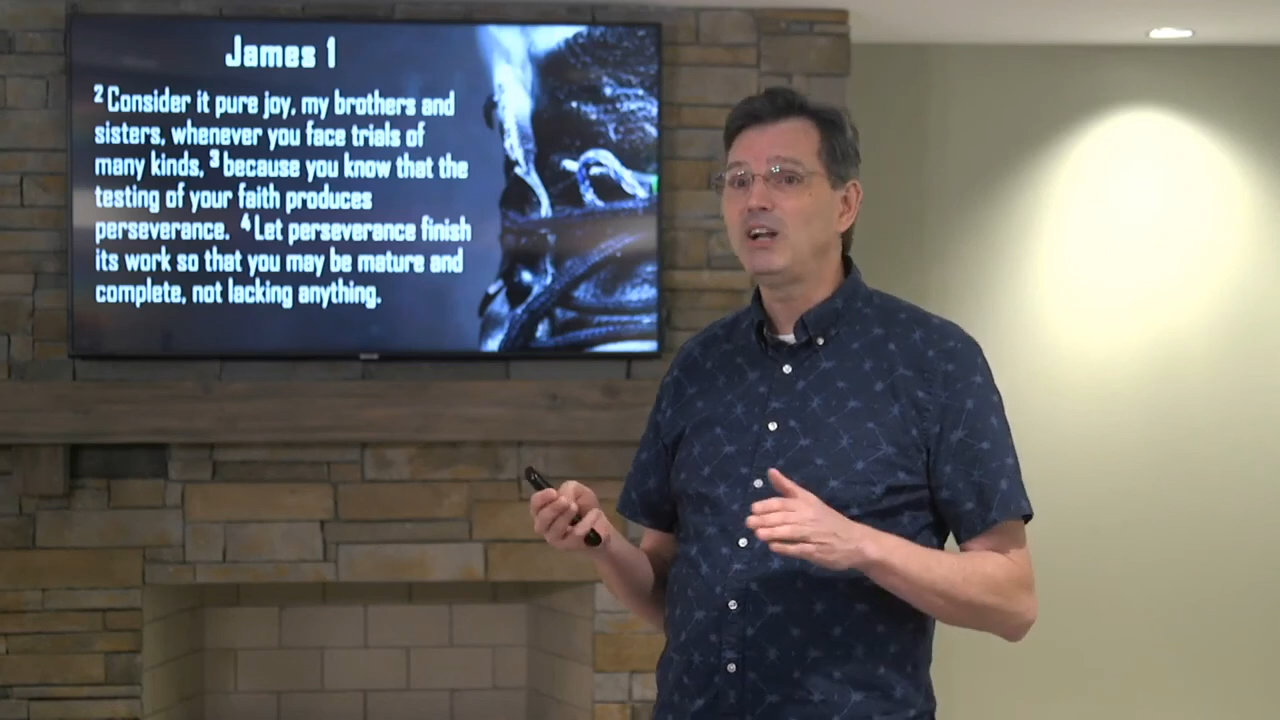 James 1
2 Consider it pure joy, my brothers and
sisters, whenever you face trials of
many kinds, 3 because you know that the
testing of your faith produces
perseverance. 4 Let perseverance finish
its work so that you may be mature and
complete, not lacking anything.